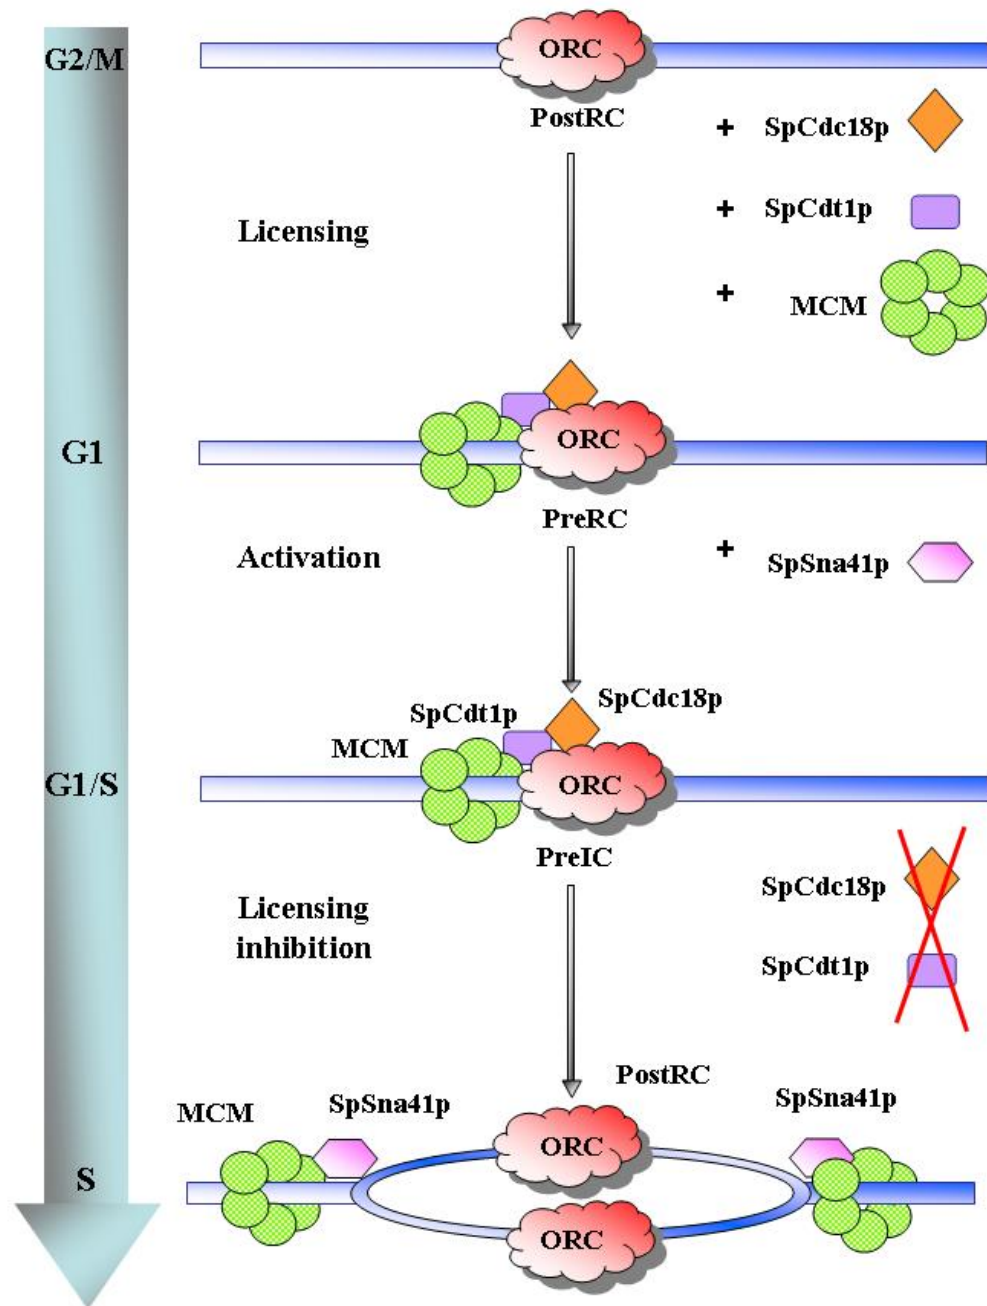 G2/M
ORC
PostRC
+ SpCdc18p
+ SpCdt1p
Licensing
+ MCM
G1
ORC
PreRC
Activation
+ SpSna41p
SpCdc18p
SpCdt1p
MCM
G1/S
ORC
PreIC
SpCdc18p
Licensing
inhibition
SpCdt1p
PostRC
MCM
SpSna41p
SpSna41p
ORC
S
ORC